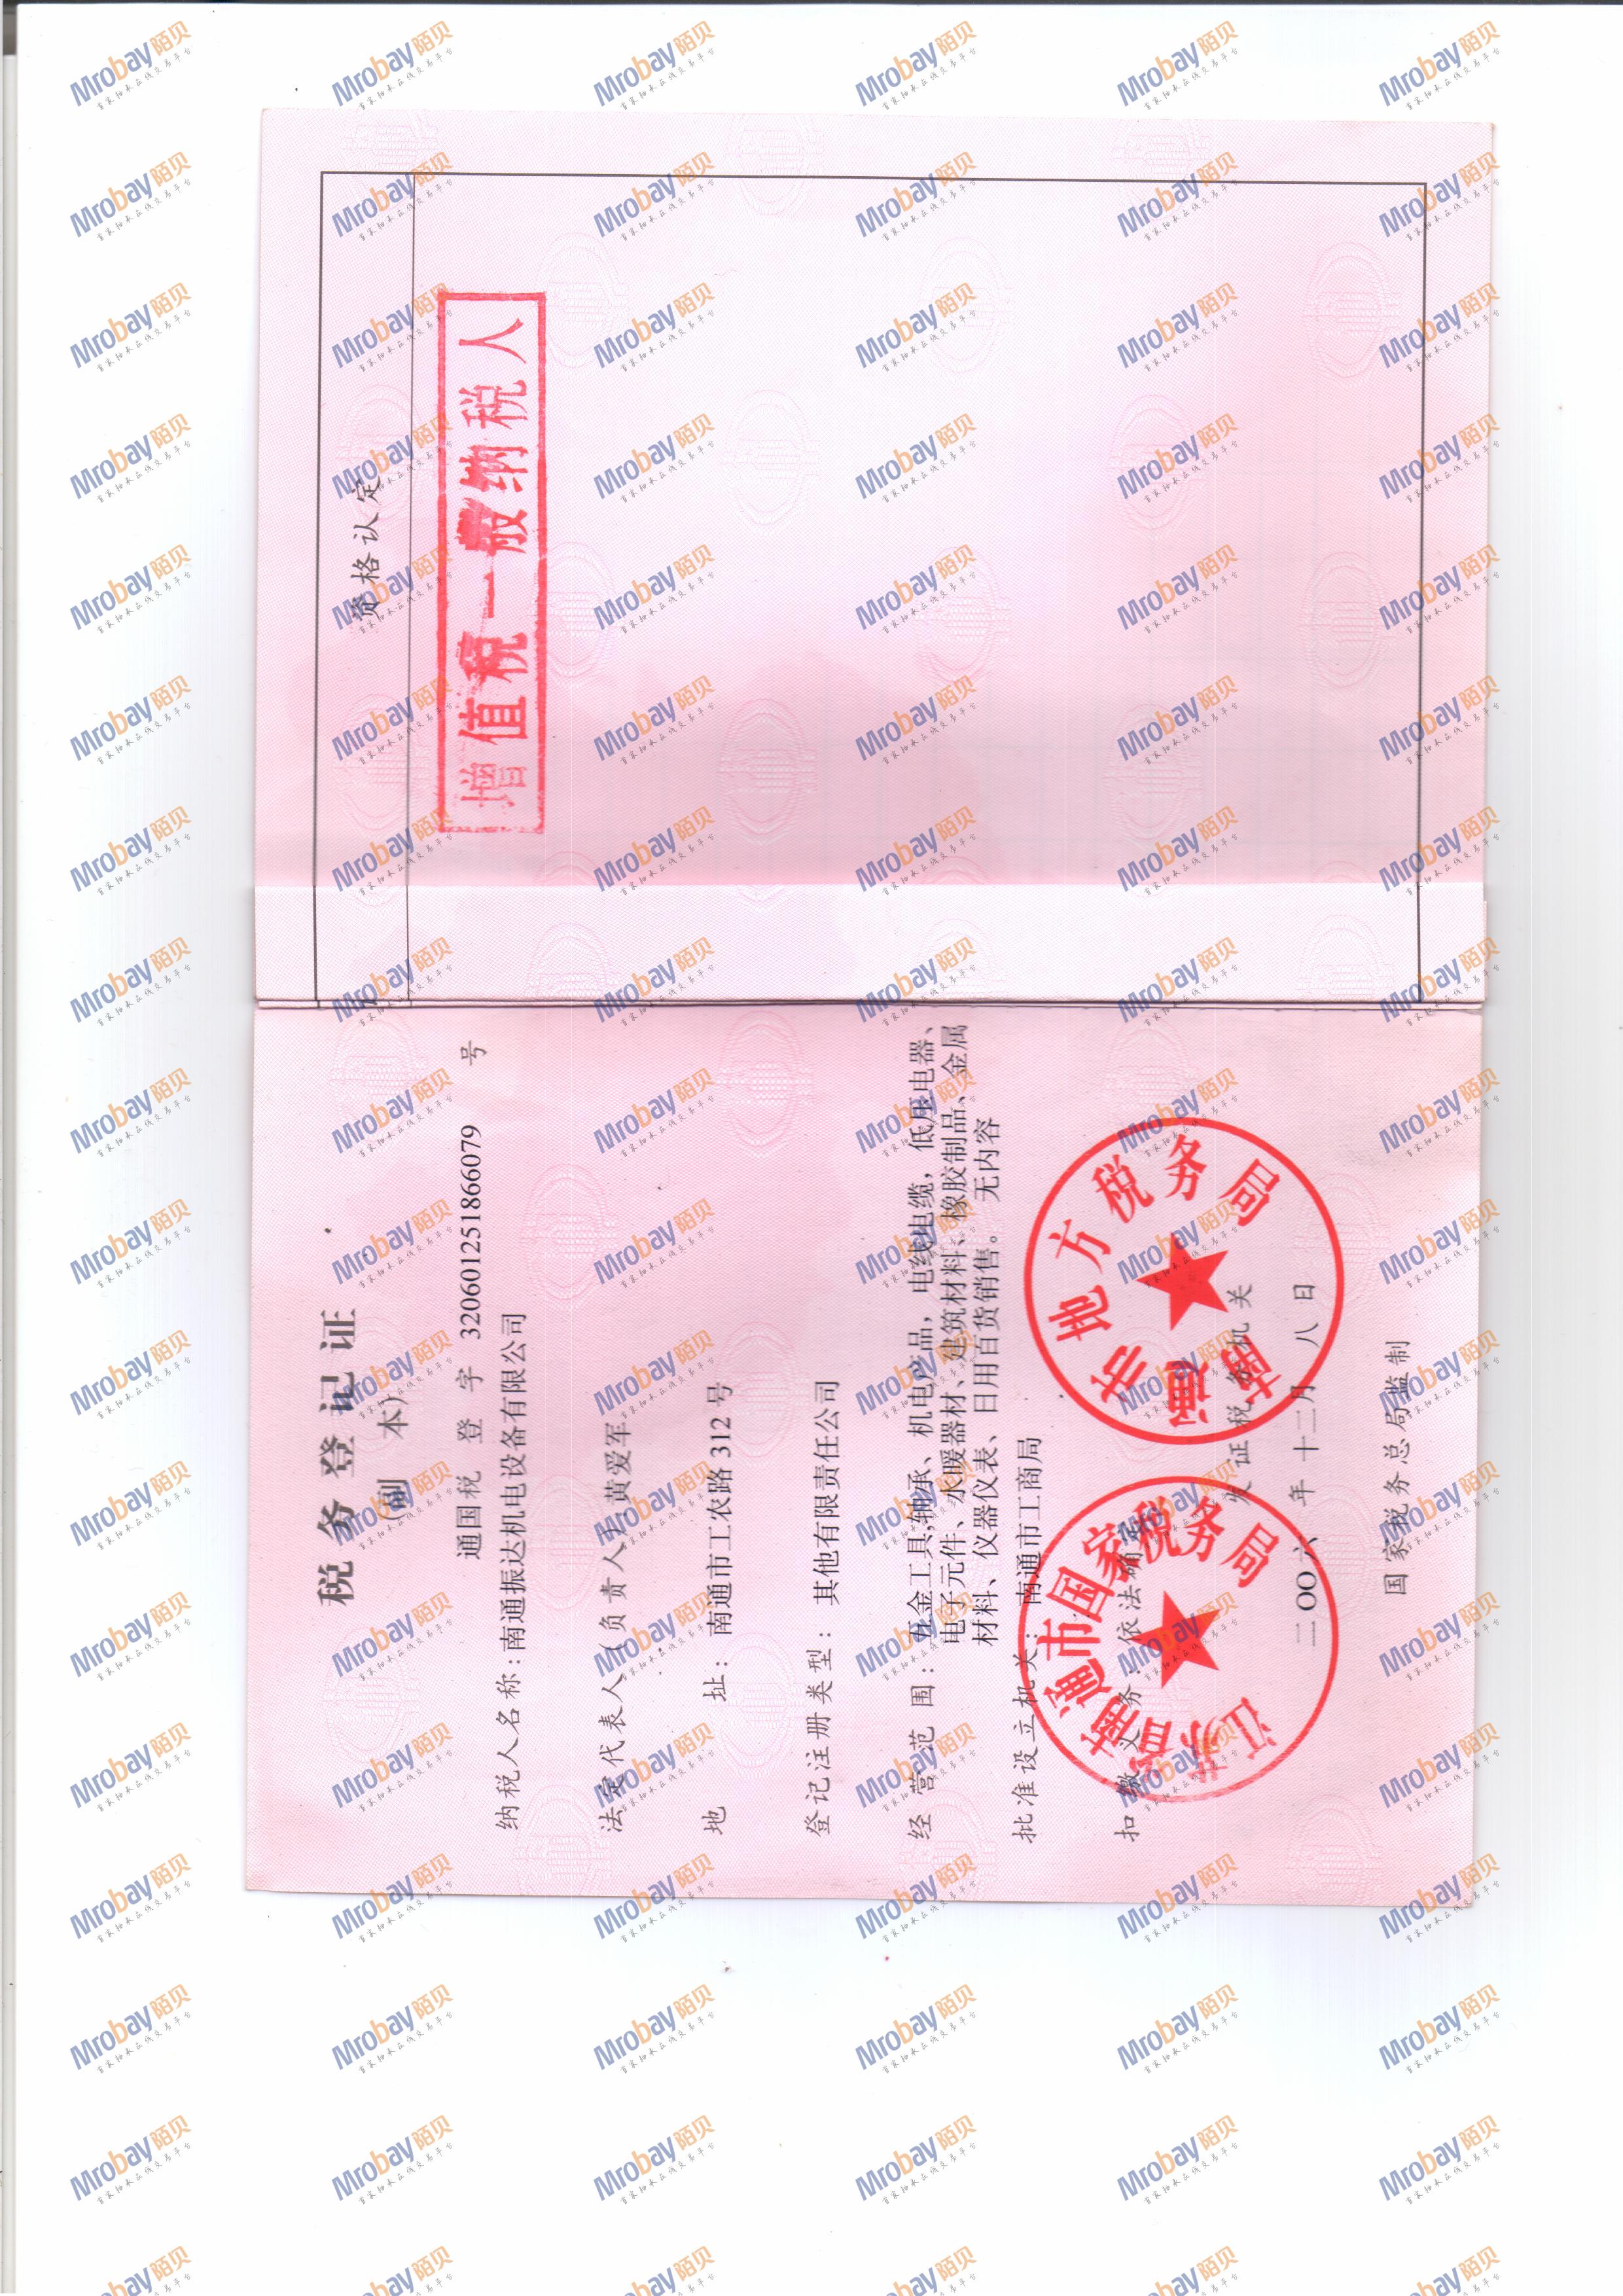 税务登记证
(副 本)
通国税 登 字 320601251866079 号
纳税人名称:南通振达机电设备有限公司
法定代表人(负责人)黄爱军
地 址: 南通市工农路 312 号
登记注册类型: 其他有限责任公司
经营范围: 五金工具,轴承、机电产品, 电线电缆, 低压电器、
电子元件、水暖器材、建筑材料、橡胶制品、金属
材料、仪器仪表、日用百货销售。无内容
批准设立机关: 南通市工商局
扣缴义务: 依法确定
发证税务机关
二〇〇六年 十二月 八 日
国家税务总局监制
江苏省南通市国家税务局
南通市地方税务局
资格认定
增值税一般纳税人
Mrobay陌贝